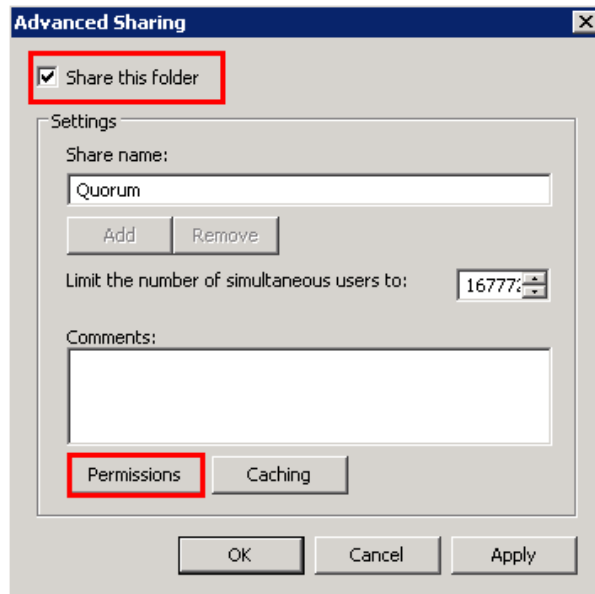 Advanced Sharing
Share this folder
Settings
Share name:
Quorum
Add Remove
Limit the number of simultaneous users to:
Comments:
Permissions Caching
OK Cancel Apply